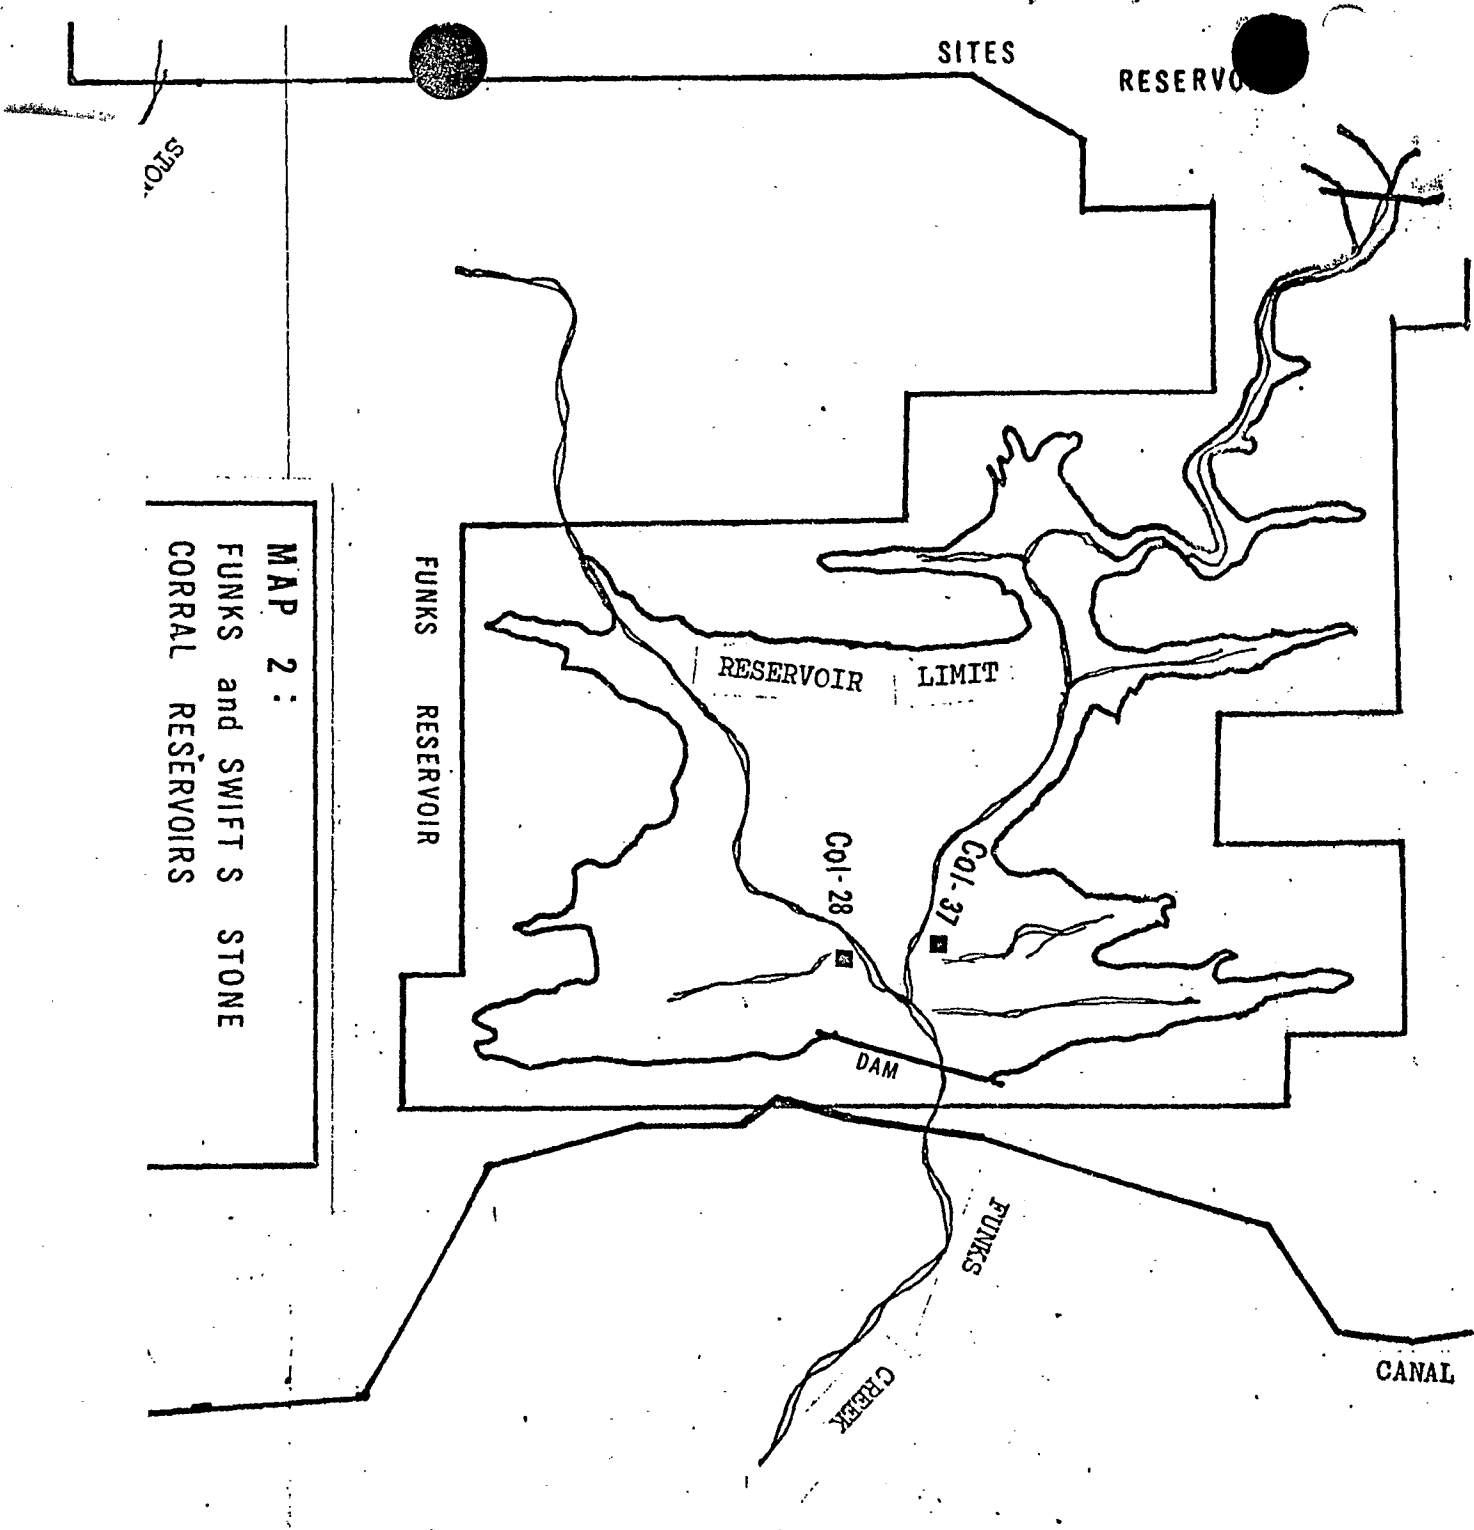 SITES
RESERVO
STO
MAP 2:
FUNKS and SWIFT S STONE
CORRAL RESERVOIRS
FUNKS RESERVOIR
RESERVOIR LIMIT
Col-28
Col-37
DAM
FUNKS
CREEK
CANAL